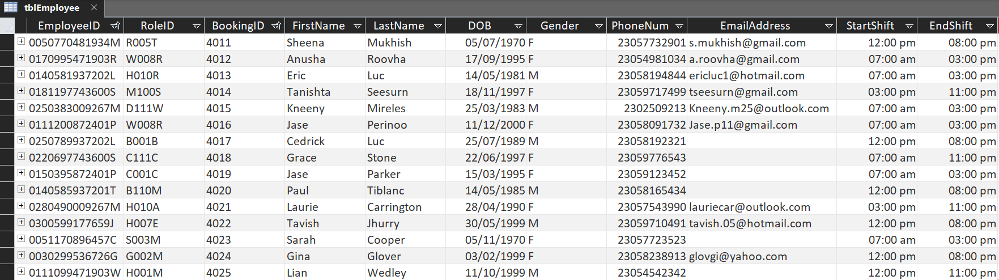 tblEmployee
EmployeeID RoleID BookingID FirstName LastName DOB Gender PhoneNum EmailAddress StartShift EndShift
0050770481934M R005T 4011 Sheena Mukhish 05/07/1970 F 23057732901 s.mukhish@gmail.com 12:00 pm 08:00 pm
0170995471903R W008R 4012 Anusha Roovha 17/09/1995 F 23054981034 a.roovha@gmail.com 07:00 am 03:00 pm
0140581937202L H010R 4013 Eric Luc 14/05/1981 M 23058194844 ericluc1@hotmail.com 07:00 am 03:00 pm
0181197743600S M100S 4014 Tanishta Seesurn 18/11/1997 F 23059717499 tseesurn@gmail.com 03:00 pm 11:00 pm
0250383009267M D111W 4015 Kneeny Mireles 25/03/1983 M 2302509213 Kneeny.m25@outlook.com 07:00 am 03:00 pm
0111200872401P W008R 4016 Jase Perinoo 11/12/2000 F 23058091732 Jase.p11@gmail.com 07:00 am 03:00 pm
0250789937202L B001B 4017 Cedrick Luc 25/07/1989 M 23058192321 12:00 pm 08:00 pm
0220697743600S C111C 4018 Grace Stone 22/06/1997 F 23059776543 07:00 am 11:00 pm
0150395872401P C001C 4019 Jase Parker 15/03/1995 F 23059123452 07:00 am 03:00 pm
0140585937201T B110M 4020 Paul Tiblanc 14/05/1985 M 23058165434 12:00 pm 08:00 pm
0280490009267M H010A 4021 Laurie Carrington 28/04/1990 F 23057543990 lauriecar@outlook.com 03:00 pm 11:00 pm
0300599177659J H007E 4022 Tavish Jhurry 30/05/1999 M 23059710491 tavish.05@hotmail.com 12:00 pm 08:00 pm
0051170896457C S003M 4023 Sarah Cooper 05/11/1970 F 23057723523 07:00 am 03:00 pm
0030299536726G G002M 4024 Gina Glover 03/02/1999 F 23058238913 glovgi@yahoo.com 12:00 pm 08:00 pm
0111099471903W H001M 4025 Lian Wedley 11/10/1999 M 23054542342 12:00 pm 11:00 pm